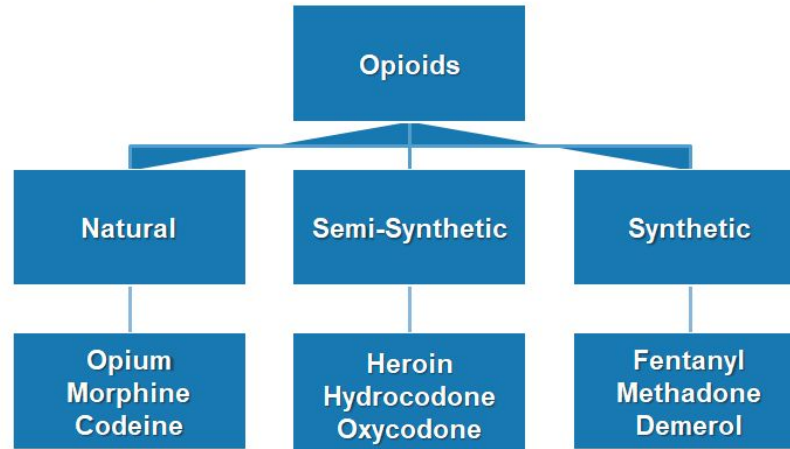 Opioids
Natural
Semi-Synthetic
Synthetic
Opium
Morphine
Codeine
Heroin
Hydrocodone
Oxycodone
Fentanyl
Methadone
Demerol